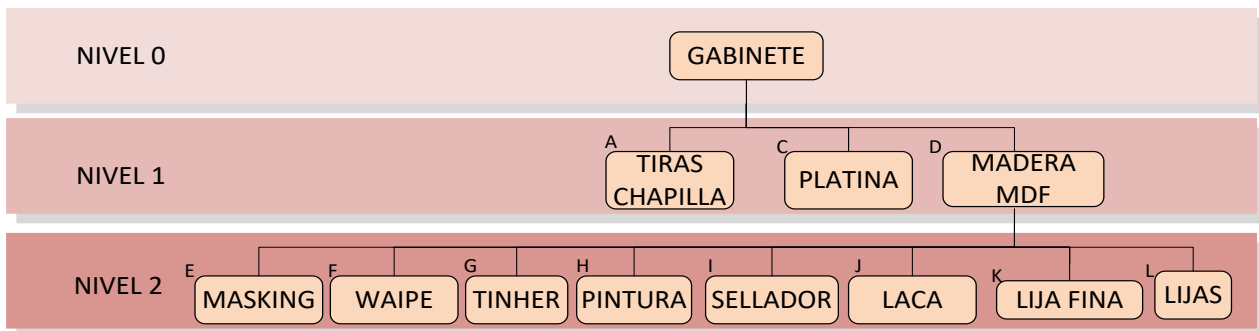 NIVEL 0
GABINETE
NIVEL 1
A
TIRAS
CHAPILLA
C
PLATINA
D
MADERA
MDF
NIVEL 2
E
MASKING
F
WAIPE
G
TINHER
H
PINTURA
I
SELLADOR
J
LACA
K
LIJA FINA
L
LIJAS